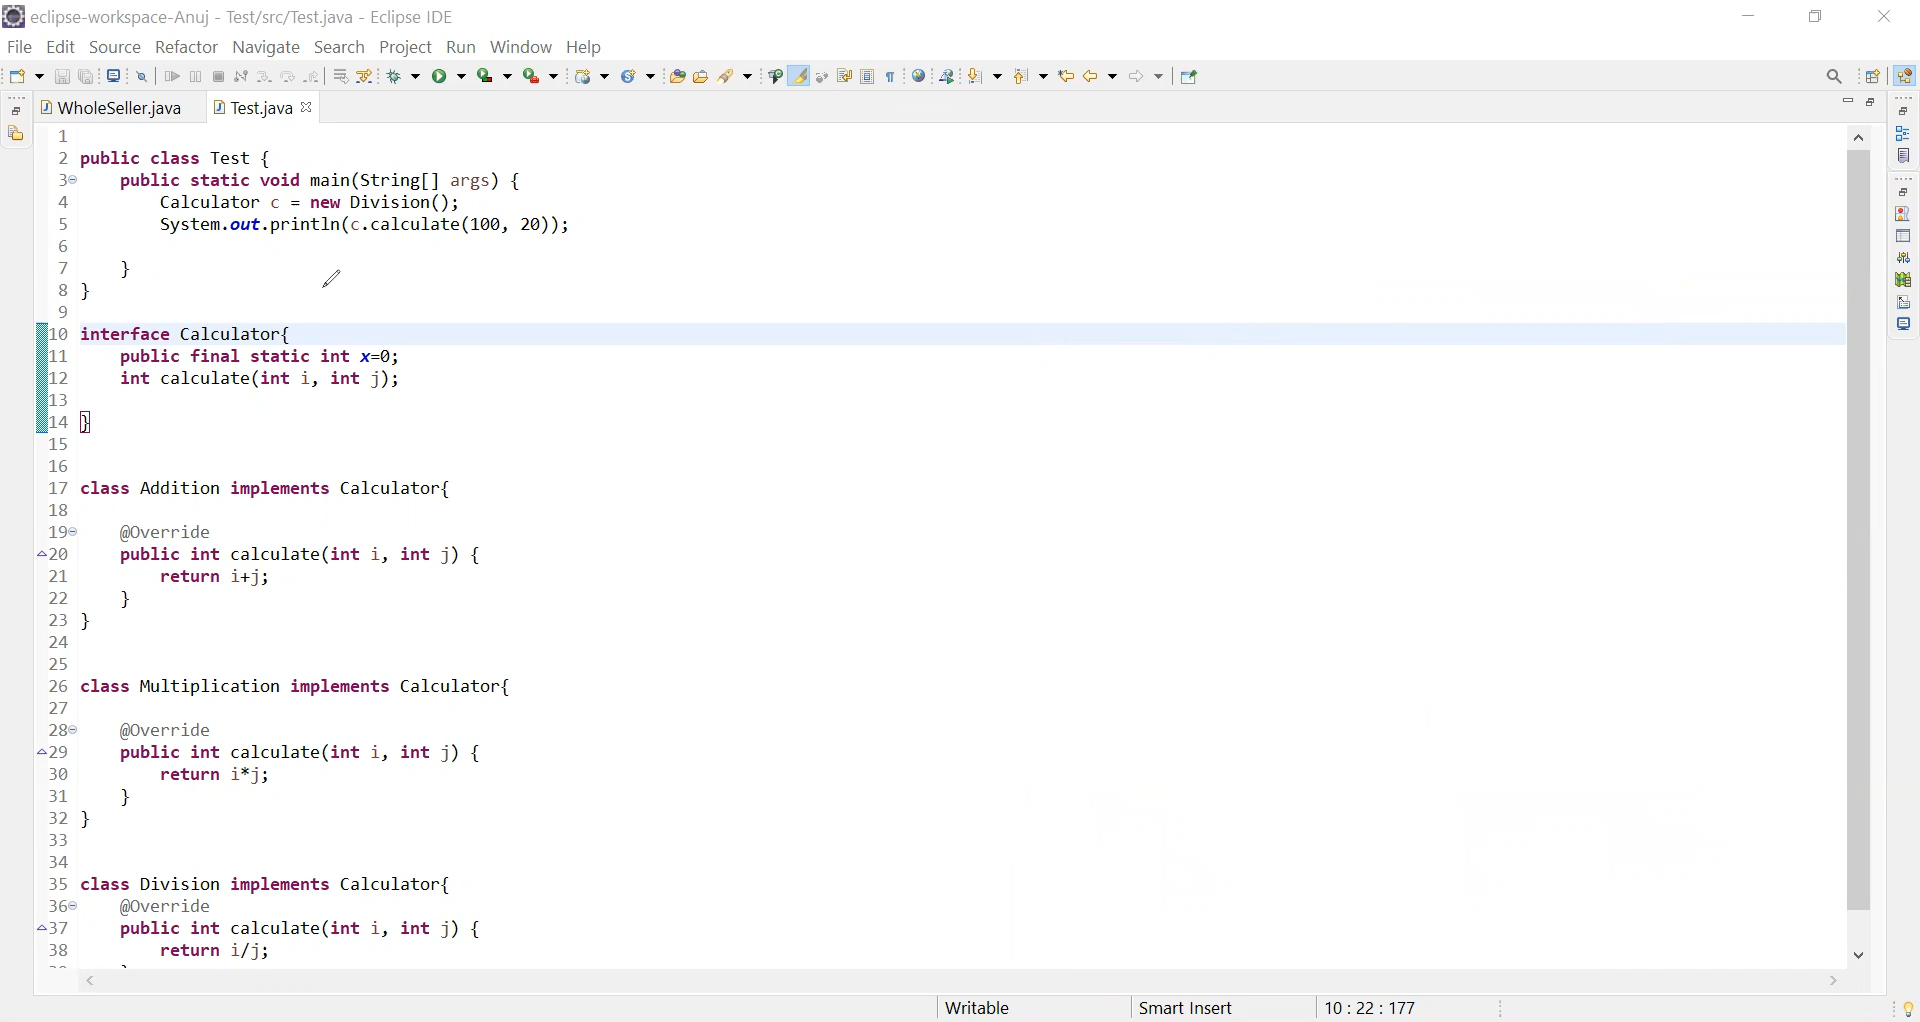 eclipse-workspace-Anuj - Test/src/Test.java - Eclipse IDE
File Edit Source Refactor Navigate Search Project Run Window Help
WholeSeller.java Test.java
1
2 public class Test {
3 public static void main(String[] args) {
4 Calculator c = new Division();
5 System.out.println(c.calculate(100, 20));
6
7 }
8 }
9
10 interface Calculator{
11 public final static int x=0;
12 int calculate(int i, int j);
13
14 }
15
16
17 class Addition implements Calculator{
18
19 @Override
20 public int calculate(int i, int j) {
21 return i+j;
22 }
23 }
24
25
26 class Multiplication implements Calculator{
27
28 @Override
29 public int calculate(int i, int j) {
30 return i*j;
31 }
32 }
33
34
35 class Division implements Calculator{
36 @Override
37 public int calculate(int i, int j) {
38 return i/j;
Writable Smart Insert 10 : 22 : 177